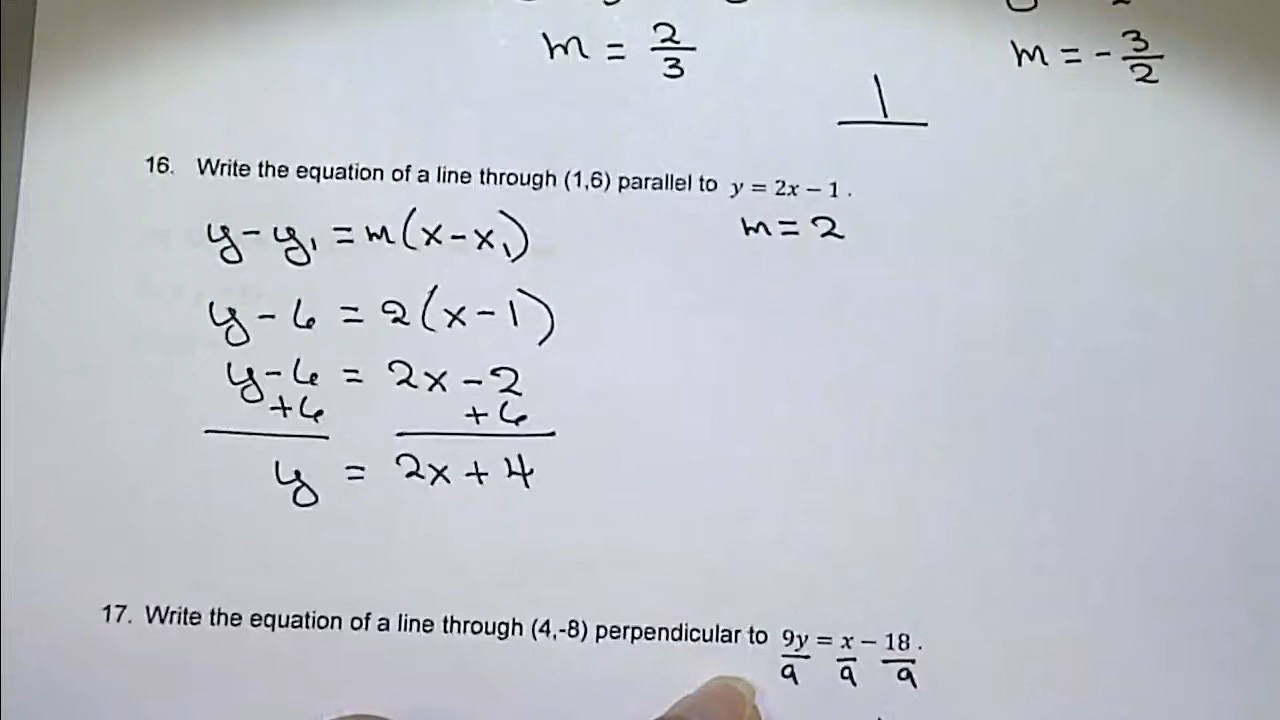 m = 2/3
m = -3/2
1
16. Write the equation of a line through (1,6) parallel to y = 2x − 1 .
m = 2
y - y₁ = m(x - x₁)
y - 6 = 2(x - 1)
y - 6 = 2x - 2
+6 +6
y = 2x + 4
17. Write the equation of a line through (4,-8) perpendicular to 9y = x − 18 .
9 9 9